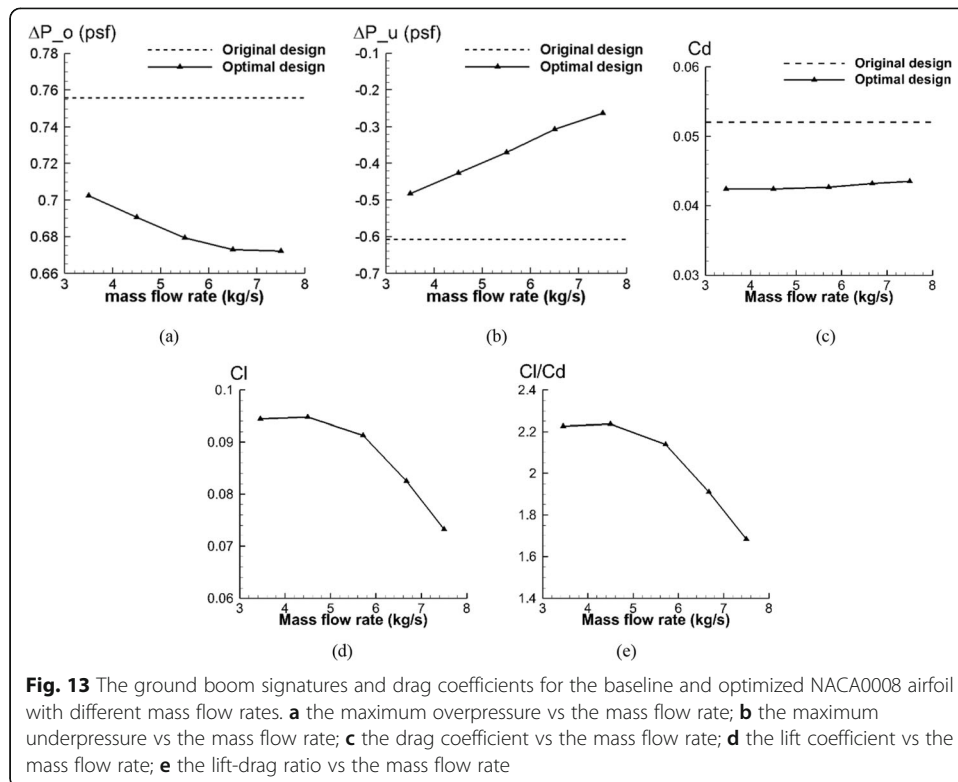 ΔP_o (psf)
0.78
0.76
0.74
0.72
0.7
0.68
0.66
3 4 5 6 7 8
mass flow rate (kg/s)
Original design
Optimal design
(a)
ΔP_u (psf)
-0.1
-0.2
-0.3
-0.4
-0.5
-0.6
-0.7
3 4 5 6 7 8
mass flow rate (kg/s)
Original design
Optimal design
(b)
Cd
0.06
0.05
0.04
0.03
3 4 5 6 7 8
Mass flow rate (kg/s)
Original design
Optimal design
(c)
Cl
0.1
0.09
0.08
0.07
0.06
3 4 5 6 7 8
Mass flow rate (kg/s)
(d)
Cl/Cd
2.4
2.2
2
1.8
1.6
1.4
3 4 5 6 7 8
Mass flow rate (kg/s)
(e)
Fig. 13 The ground boom signatures and drag coefficients for the baseline and optimized NACA0008 airfoil
with different mass flow rates. a the maximum overpressure vs the mass flow rate; b the maximum
underpressure vs the mass flow rate; c the drag coefficient vs the mass flow rate; d the lift coefficient vs the
mass flow rate; e the lift-drag ratio vs the mass flow rate